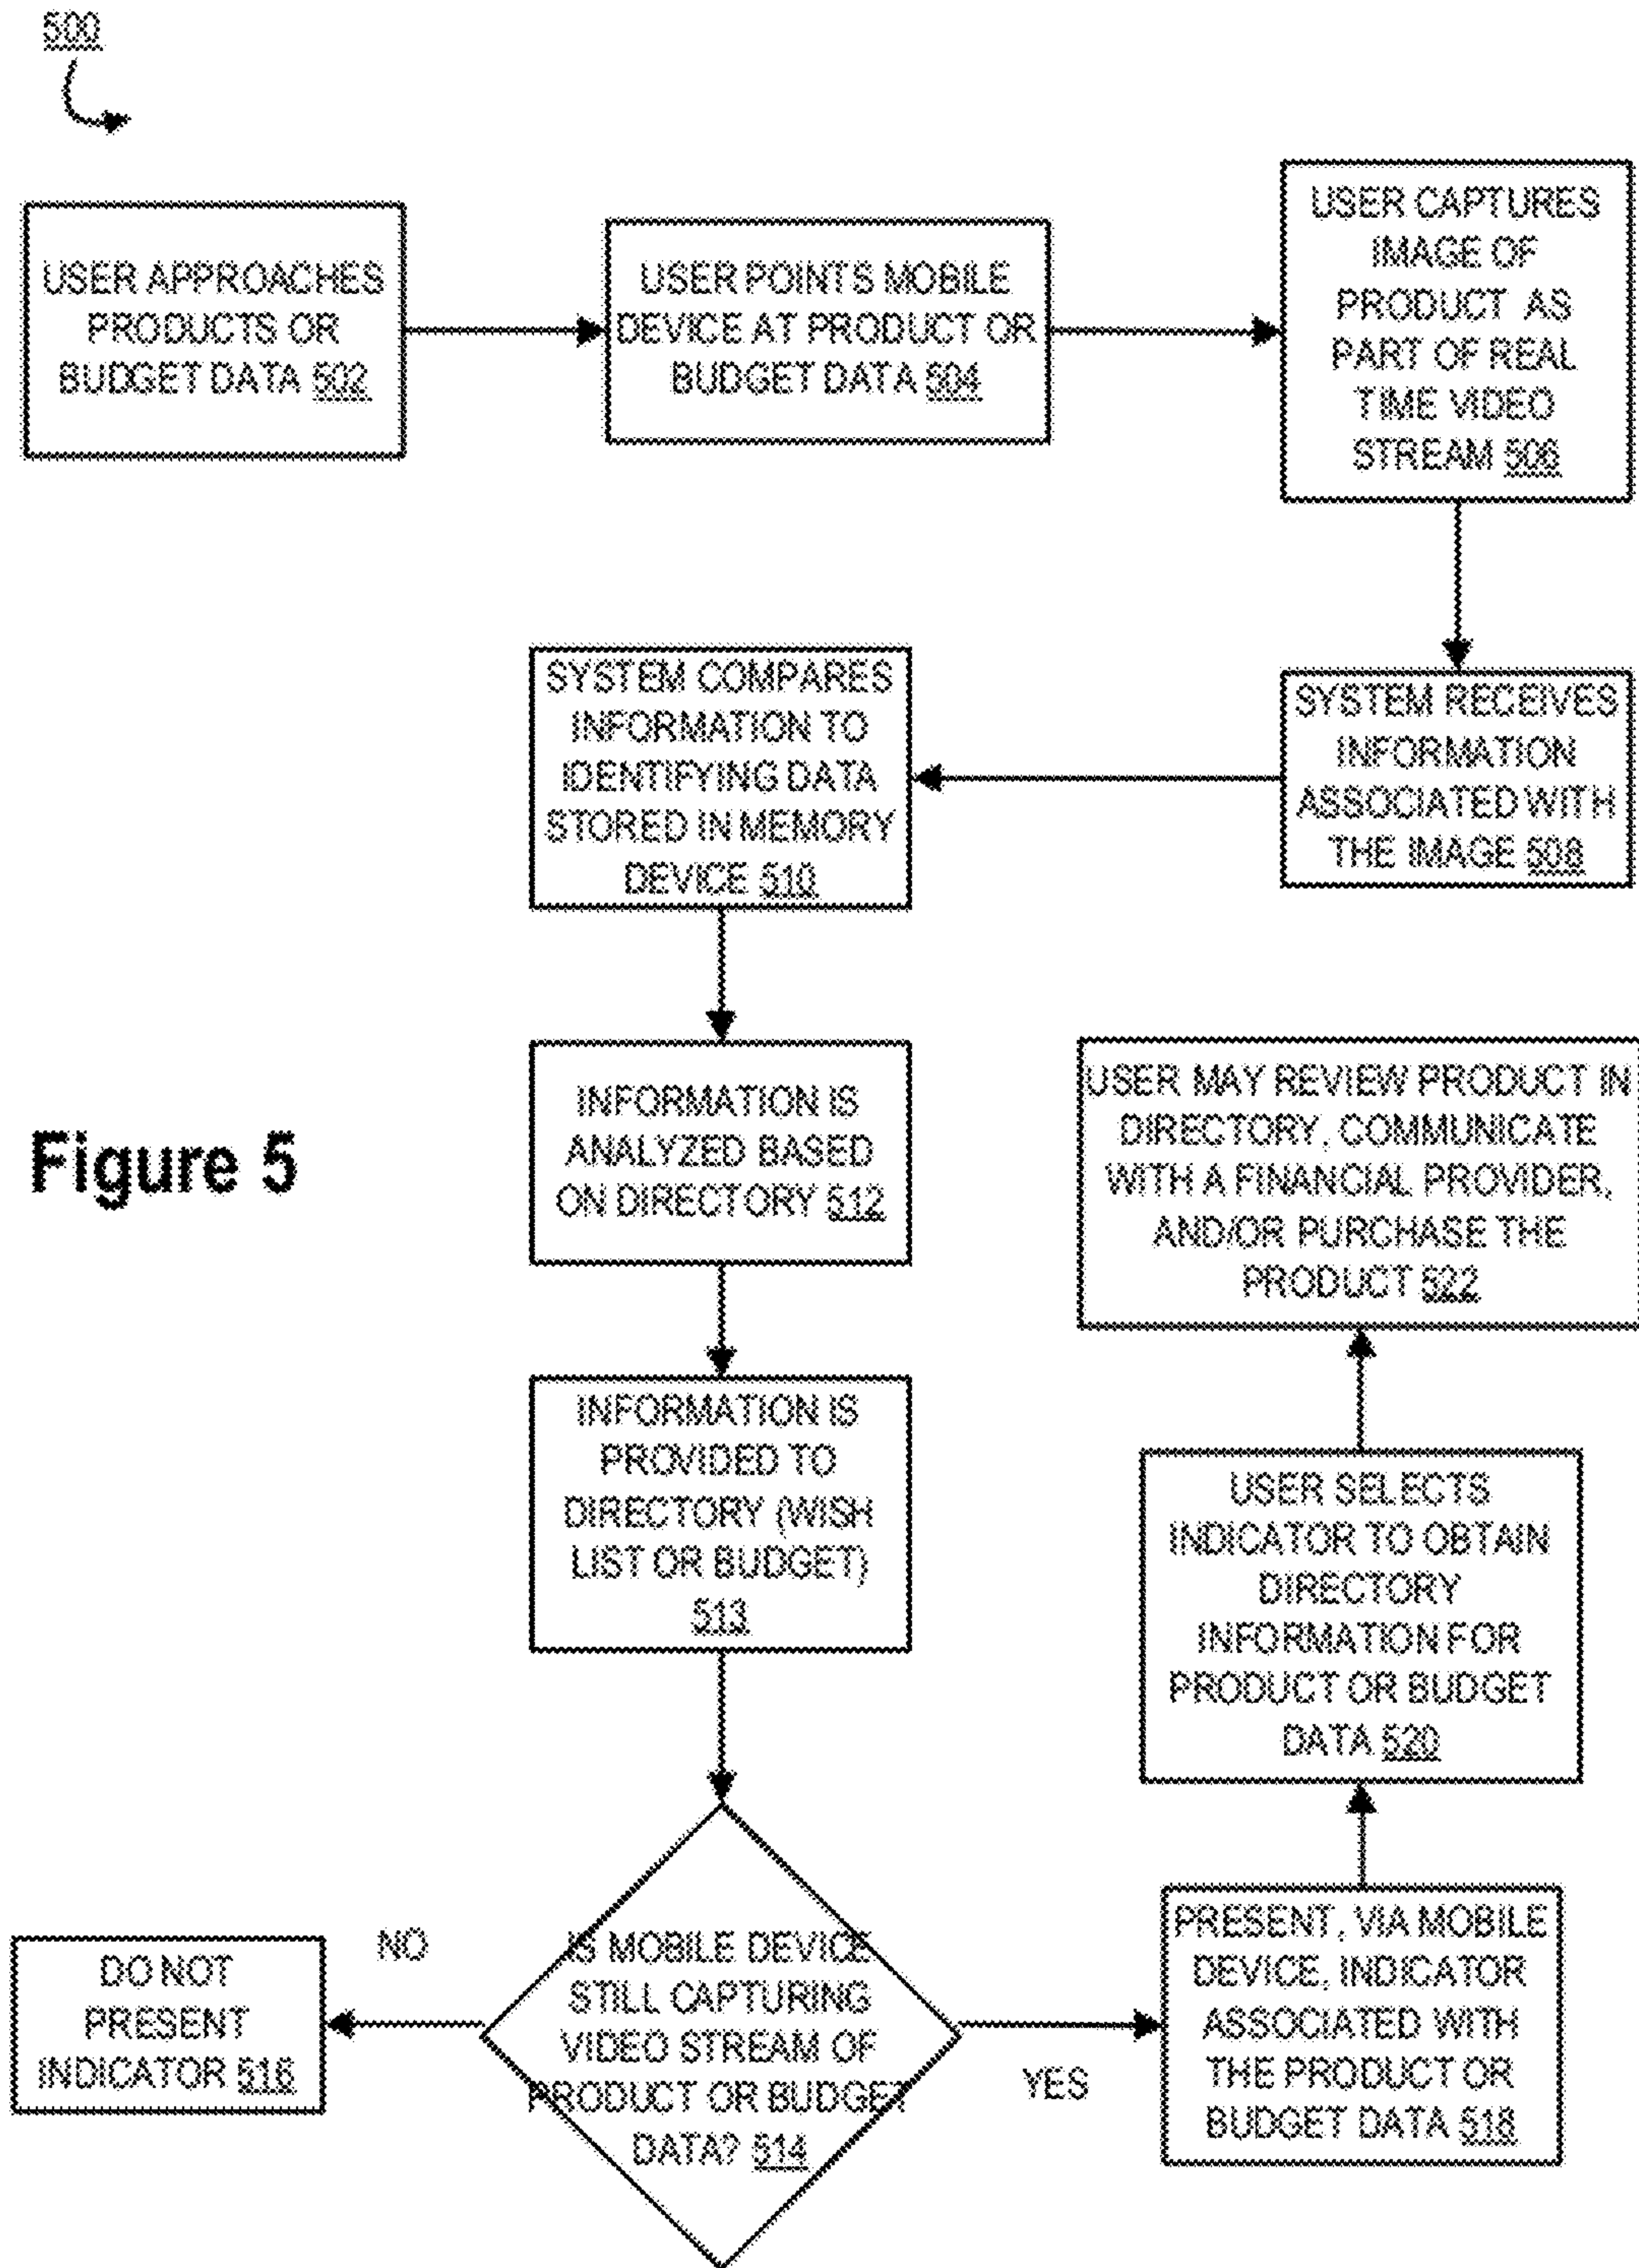 500
USER APPROACHES
PRODUCTS OR
BUDGET DATA 502
USER POINTS MOBILE
DEVICE AT PRODUCT OR
BUDGET DATA 504
USER CAPTURES
IMAGE OF
PRODUCT AS
PART OF REAL
TIME VIDEO
STREAM 506
SYSTEM RECEIVES
INFORMATION
ASSOCIATED WITH
THE IMAGE 508
SYSTEM COMPARES
INFORMATION TO
IDENTIFYING DATA
STORED IN MEMORY
DEVICE 510
INFORMATION IS
ANALYZED BASED
ON DIRECTORY 512
INFORMATION IS
PROVIDED TO
DIRECTORY (WISH
LIST OR BUDGET)
513
IS MOBILE DEVICE
STILL CAPTURING
VIDEO STREAM OF
PRODUCT OR BUDGET
DATA? 514
NO
DO NOT
PRESENT
INDICATOR 516
YES
PRESENT, VIA MOBILE
DEVICE, INDICATOR
ASSOCIATED WITH
THE PRODUCT OR
BUDGET DATA 518
USER SELECTS
INDICATOR TO OBTAIN
DIRECTORY
INFORMATION FOR
PRODUCT OR BUDGET
DATA 520
USER MAY REVIEW PRODUCT IN
DIRECTORY, COMMUNICATE
WITH A FINANCIAL PROVIDER,
AND/OR PURCHASE THE
PRODUCT 522
Figure 5